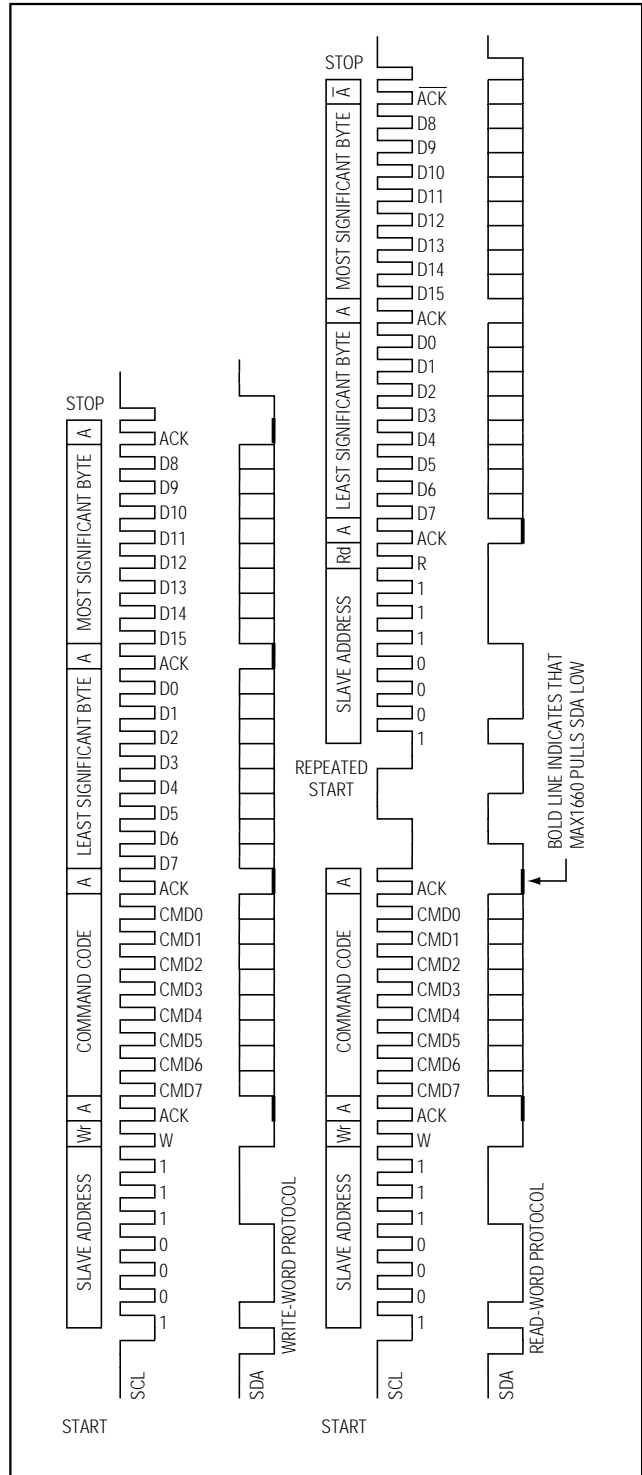 START
SLAVE ADDRESS
Wr
A
COMMAND CODE
A
LEAST SIGNIFICANT BYTE
A
MOST SIGNIFICANT BYTE
A
STOP
SCL
1
0
0
0
1
1
1
W
ACK
CMD7
CMD6
CMD5
CMD4
CMD3
CMD2
CMD1
CMD0
ACK
D7
D6
D5
D4
D3
D2
D1
D0
ACK
D15
D14
D13
D12
D11
D10
D9
D8
ACK
SDA
WRITE-WORD PROTOCOL
START
SLAVE ADDRESS
Wr
A
COMMAND CODE
A
REPEATED
START
SLAVE ADDRESS
Rd
A
LEAST SIGNIFICANT BYTE
A
MOST SIGNIFICANT BYTE
A̅
STOP
SCL
1
0
0
0
1
1
1
W
ACK
CMD7
CMD6
CMD5
CMD4
CMD3
CMD2
CMD1
CMD0
ACK
1
0
0
0
1
1
1
R
ACK
D7
D6
D5
D4
D3
D2
D1
D0
ACK
D15
D14
D13
D12
D11
D10
D9
D8
A̅C̅K̅
SDA
READ-WORD PROTOCOL
BOLD LINE INDICATES THAT
MAX1660 PULLS SDA LOW